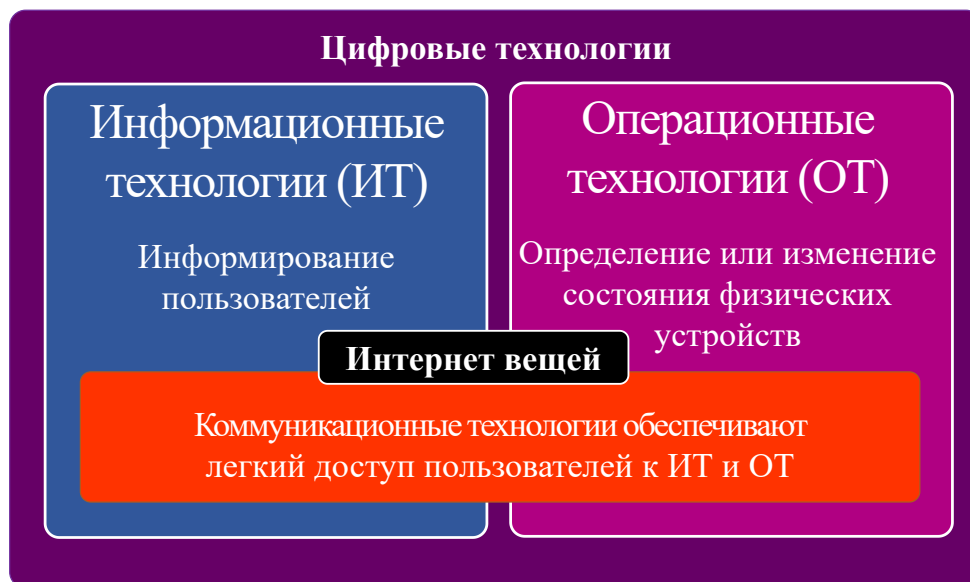 Цифровые технологии
Информационные
технологии (ИТ)
Информирование
пользователей
Операционные
технологии (ОТ)
Определение или изменение
состояния физических
устройств
Интернет вещей
Коммуникационные технологии обеспечивают
легкий доступ пользователей к ИТ и ОТ